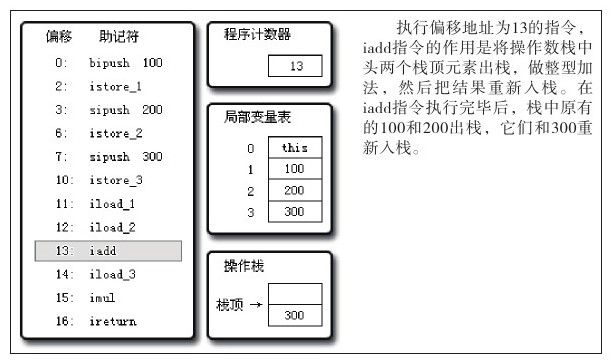 偏移 助记符
0: bipush 100
2: istore_1
3: sipush 200
6: istore_2
7: sipush 300
10: istore_3
11: iload_1
12: iload_2
13: iadd
14: iload_3
15: imul
16: ireturn
程序计数器
13
局部变量表
0 this
1 100
2 200
3 300
操作栈
栈顶 →
300
执行偏移地址为13的指令，
iadd指令的作用是将操作数栈中
头两个栈顶元素出栈，做整型加
法，然后把结果重新入栈。在
iadd指令执行完毕后，栈中原有
的100和200出栈，它们和300重
新入栈。